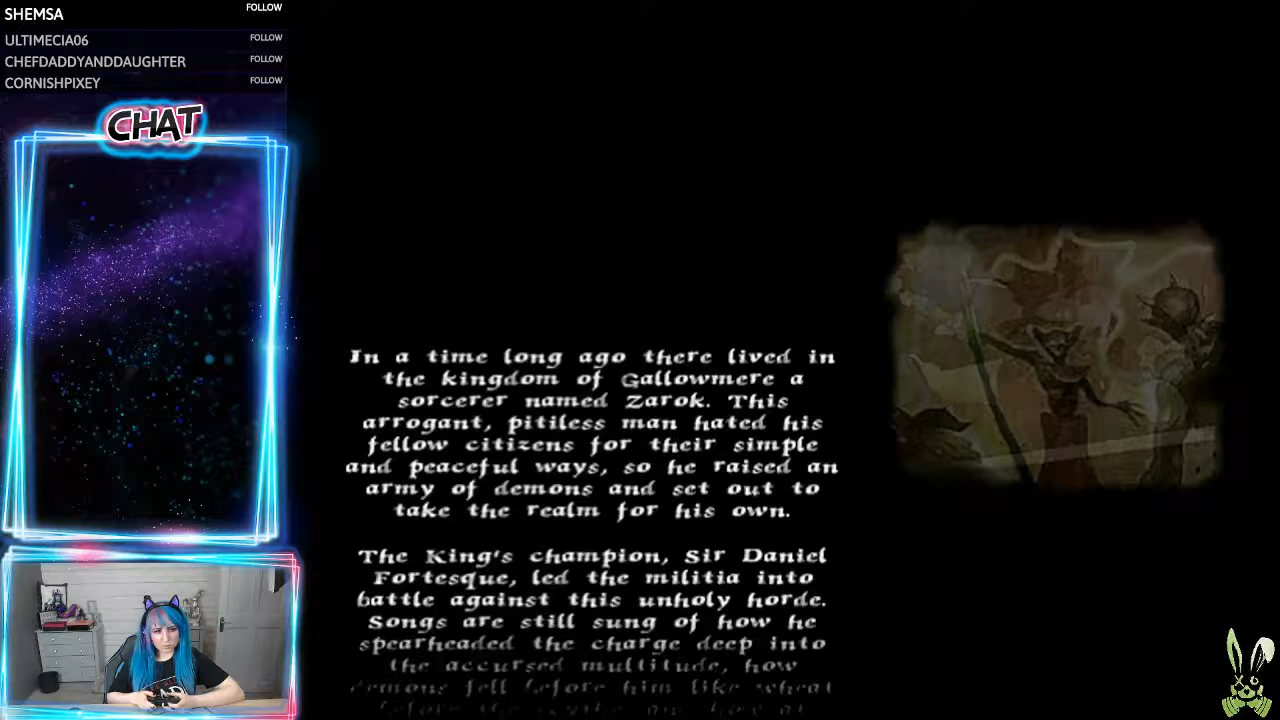 SHEMSA FOLLOW
ULTIMECIA06 FOLLOW
CHEFDADDYANDDAUGHTER FOLLOW
CORNISHPIXEY FOLLOW
CHAT
In a time long ago there lived in
the kingdom of Gallowmere a
sorcerer named Zarok. This
arrogant, pitiless man hated his
fellow citizens for their simple
and peaceful ways, so he raised an
army of demons and set out to
take the realm for his own.
The King's champion, Sir Daniel
Fortesque, led the militia into
battle against this unholy horde.
Songs are still sung of how he
spearheaded the charge deep into
the accursed multitude, how
demons fell before him like wheat
before the